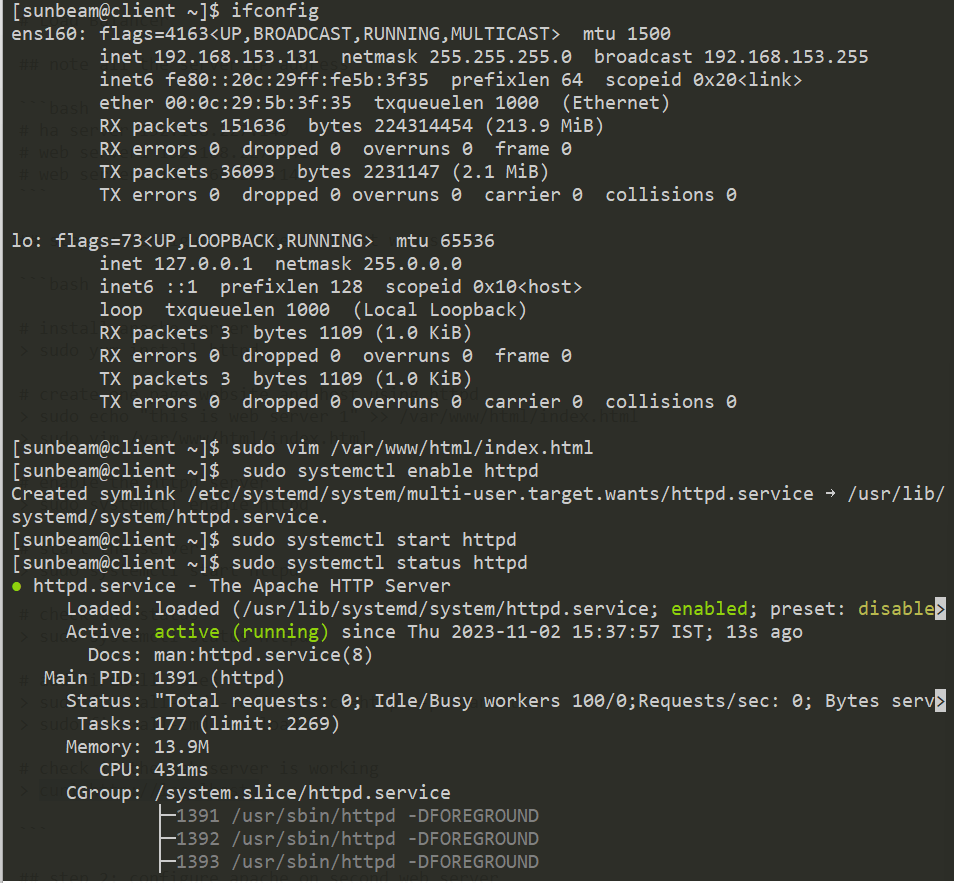 [sunbeam@client ~]$ ifconfig
ens160: flags=4163<UP,BROADCAST,RUNNING,MULTICAST>  mtu 1500
        inet 192.168.153.131  netmask 255.255.255.0  broadcast 192.168.153.255
        inet6 fe80::20c:29ff:fe5b:3f35  prefixlen 64  scopeid 0x20<link>
        ether 00:0c:29:5b:3f:35  txqueuelen 1000  (Ethernet)
        RX packets 151636  bytes 224314454 (213.9 MiB)
        RX errors 0  dropped 0  overruns 0  frame 0
        TX packets 36093  bytes 2231147 (2.1 MiB)
        TX errors 0  dropped 0 overruns 0  carrier 0  collisions 0
lo: flags=73<UP,LOOPBACK,RUNNING>  mtu 65536
        inet 127.0.0.1  netmask 255.0.0.0
        inet6 ::1  prefixlen 128  scopeid 0x10<host>
        loop  txqueuelen 1000  (Local Loopback)
        RX packets 3  bytes 1109 (1.0 KiB)
        RX errors 0  dropped 0  overruns 0  frame 0
        TX packets 3  bytes 1109 (1.0 KiB)
        TX errors 0  dropped 0 overruns 0  carrier 0  collisions 0
[sunbeam@client ~]$ sudo vim /var/www/html/index.html
[sunbeam@client ~]$  sudo systemctl enable httpd
Created symlink /etc/systemd/system/multi-user.target.wants/httpd.service → /usr/lib/
systemd/system/httpd.service.
[sunbeam@client ~]$ sudo systemctl start httpd
[sunbeam@client ~]$ sudo systemctl status httpd
● httpd.service - The Apache HTTP Server
     Loaded: loaded (/usr/lib/systemd/system/httpd.service; enabled; preset: disable>
     Active: active (running) since Thu 2023-11-02 15:37:57 IST; 13s ago
       Docs: man:httpd.service(8)
   Main PID: 1391 (httpd)
     Status: "Total requests: 0; Idle/Busy workers 100/0;Requests/sec: 0; Bytes serv>
      Tasks: 177 (limit: 2269)
     Memory: 13.9M
        CPU: 431ms
     CGroup: /system.slice/httpd.service
             ├─1391 /usr/sbin/httpd -DFOREGROUND
             ├─1392 /usr/sbin/httpd -DFOREGROUND
             ├─1393 /usr/sbin/httpd -DFOREGROUND